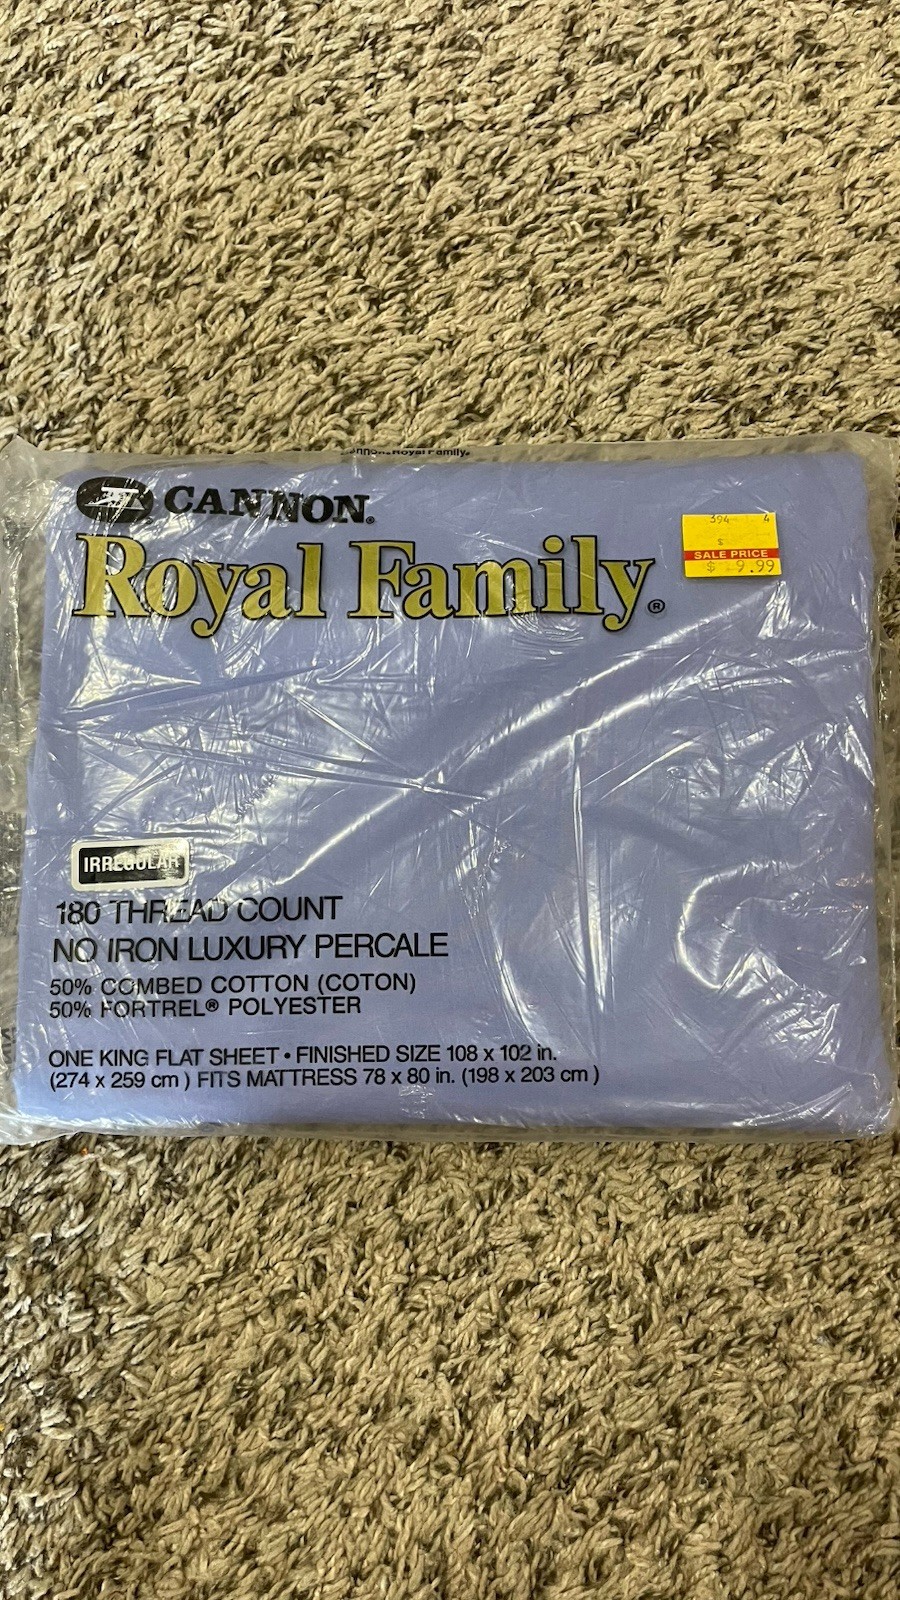 Cannon Royal Family
CANNON®
Royal Family®
394 4
$
SALE PRICE
$ 9.99
IRREGULAR
180 THREAD COUNT
NO IRON LUXURY PERCALE
50% COMBED COTTON (COTON)
50% FORTREL® POLYESTER
ONE KING FLAT SHEET • FINISHED SIZE 108 x 102 in.
(274 x 259 cm ) FITS MATTRESS 78 x 80 in. (198 x 203 cm )